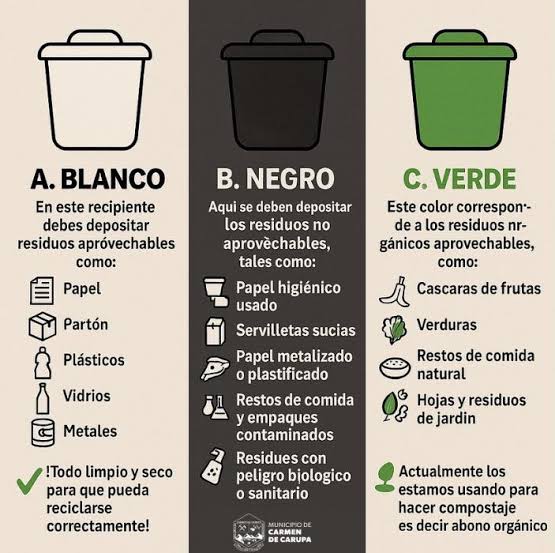 A. BLANCO
En este recipiente
debes depositar
residuos apróvechables
como:
Papel
Partón
Plásticos
Vidrios
Metales
!Todo limpio y seco
para que pueda
reciclarse
correctamente!
B. NEGRO
Aqui se deben depositar
los residuos no
aprovèchables,
tales como:
Papel higiénico
usado
Servilletas sucias
Papel metalizado
o plastificado
Restos de comida
y empaques
contaminados
Residues con
peligro bjologico
o sanitario
MUNICIPIO DE
CARMEN
DE CARUPA
C. VERDE
Este color correspon-
de a los residuos nr-
gánicos aprovechables,
como:
Cascaras de frutas
Verduras
Restos de comida
natural
Hojas y residuos
de jardin
Actualmente los
estamos usando para
hacer compostaje
es decir abono orgánico